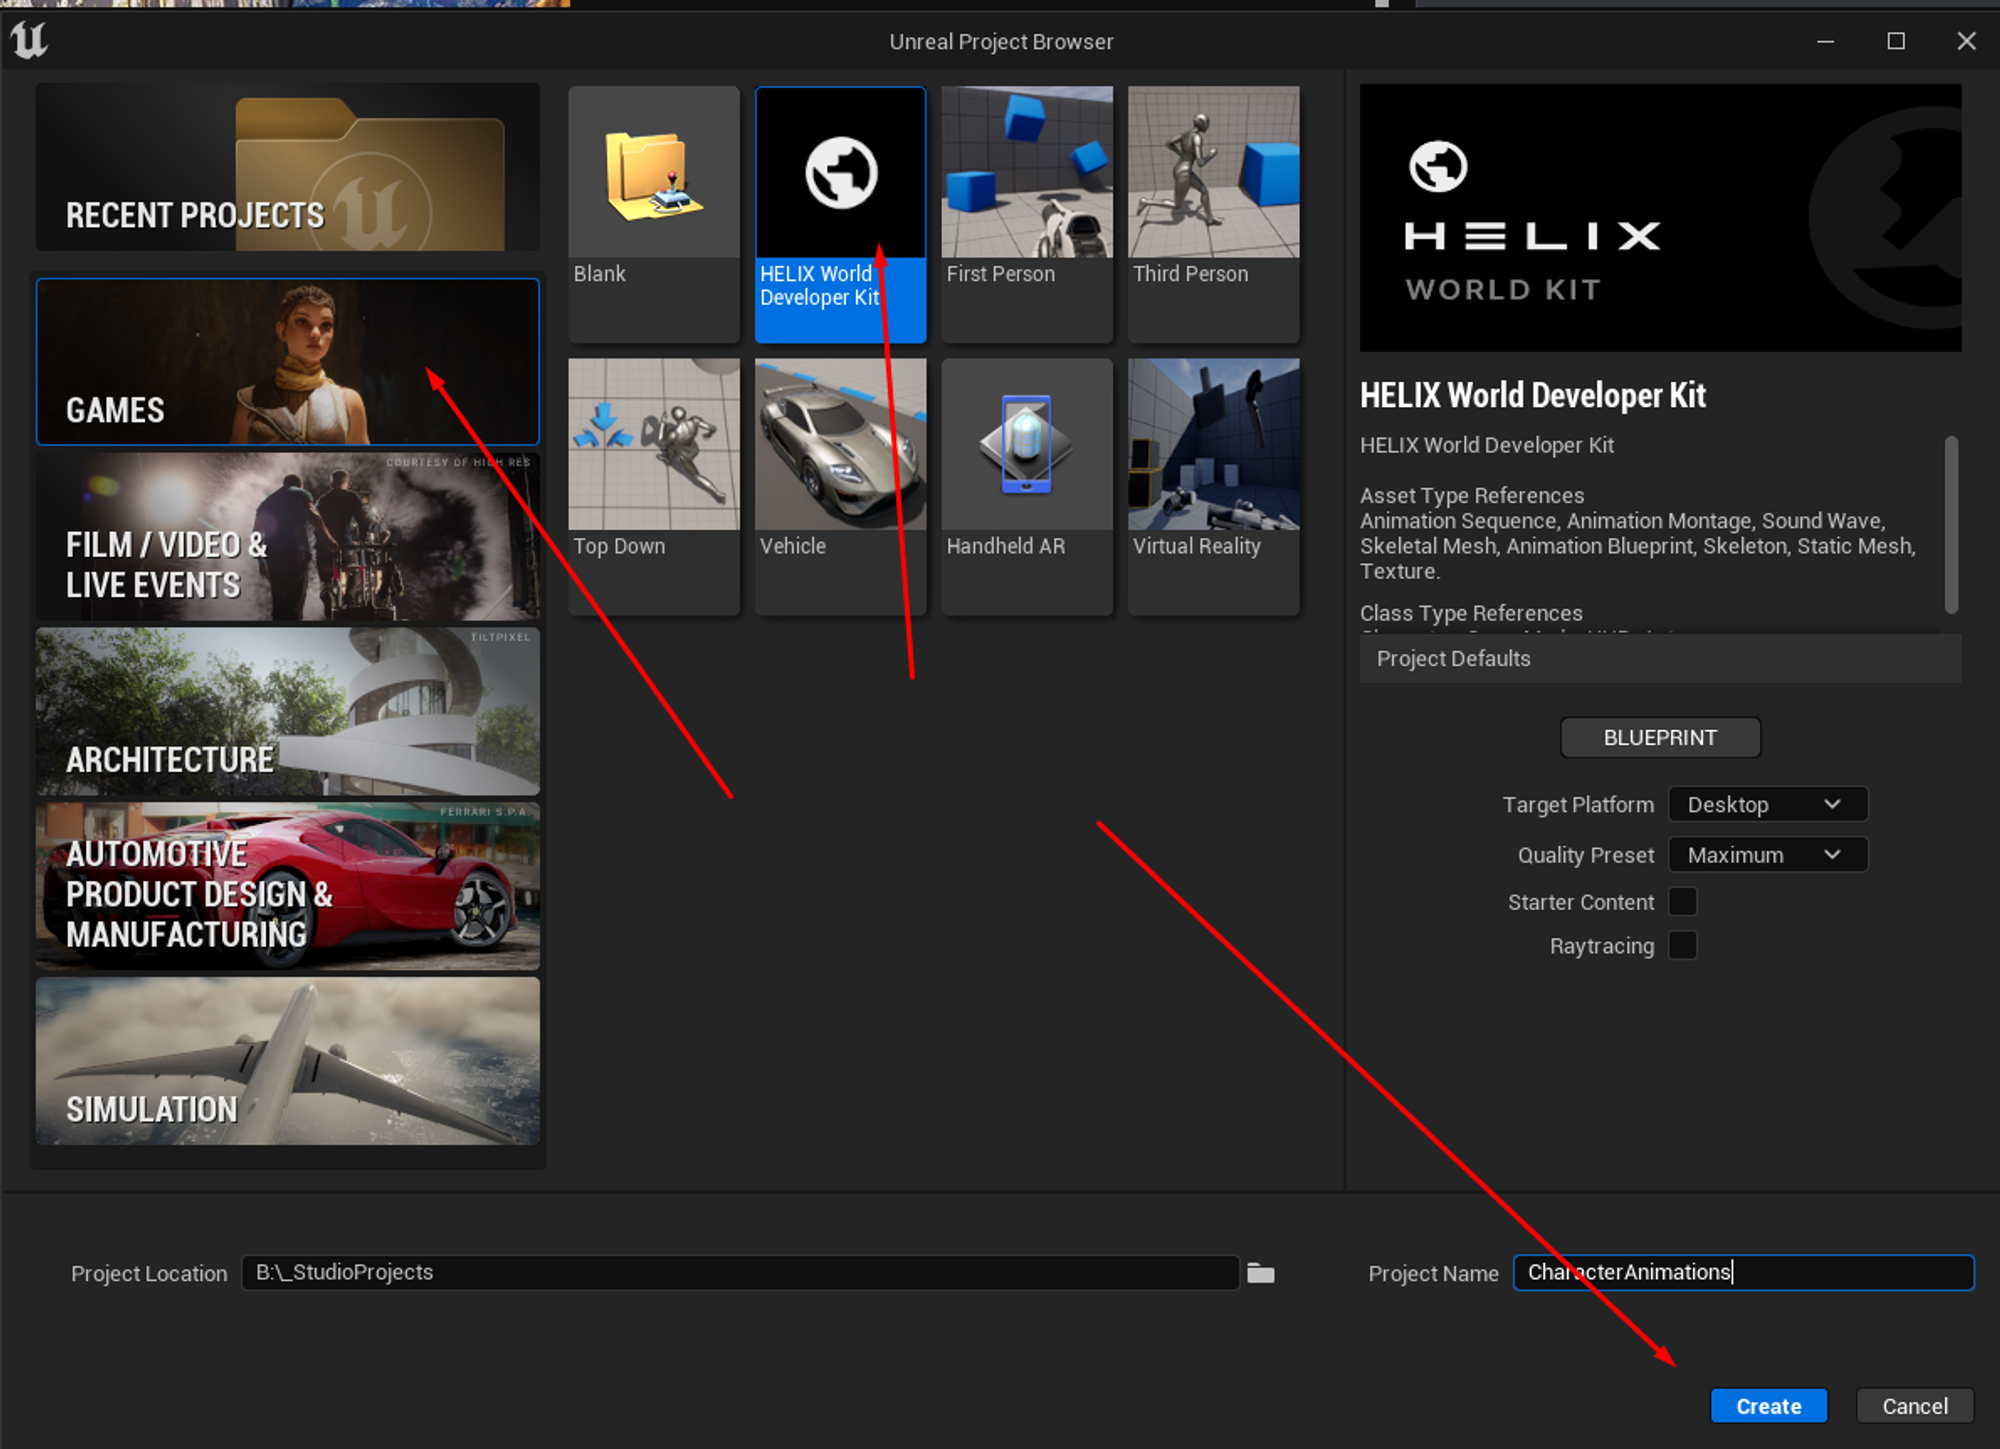 Unreal Project Browser
RECENT PROJECTS
GAMES
COURTESY OF HIGH RES
FILM / VIDEO &
LIVE EVENTS
TILTPIXEL
ARCHITECTURE
FERRARI S.P.A.
AUTOMOTIVE
PRODUCT DESIGN &
MANUFACTURING
SIMULATION
Blank
HELIX World
Developer Kit
First Person
Third Person
Top Down
Vehicle
Handheld AR
Virtual Reality
HELIX
WORLD KIT
HELIX World Developer Kit
HELIX World Developer Kit
Asset Type References
Animation Sequence, Animation Montage, Sound Wave,
Skeletal Mesh, Animation Blueprint, Skeleton, Static Mesh,
Texture.
Class Type References
Project Defaults
BLUEPRINT
Target Platform Desktop
Quality Preset Maximum
Starter Content
Raytracing
Project Location B:\_StudioProjects
Project Name CharacterAnimations
Create Cancel